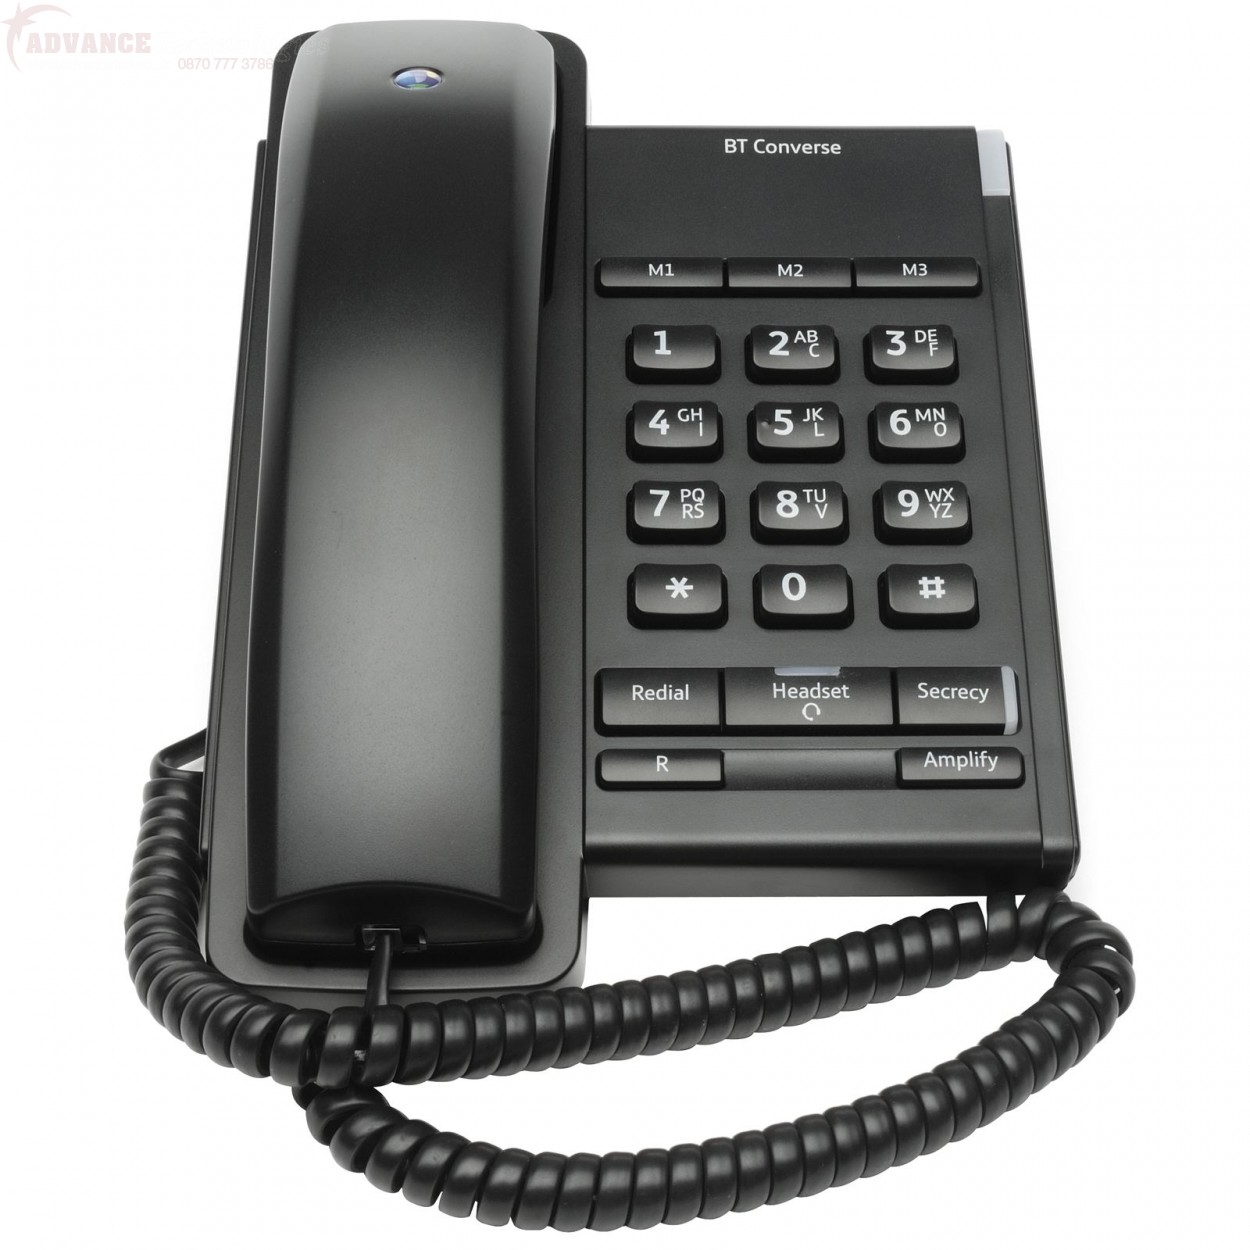 ADVANCE
0870 777 3786
BT Converse
M1 M2 M3
1 2 ABC 3 DEF
4 GHI 5 JKL 6 MNO
7 PQRS 8 TUV 9 WXYZ
* 0 #
Redial Headset Secrecy
R Amplify